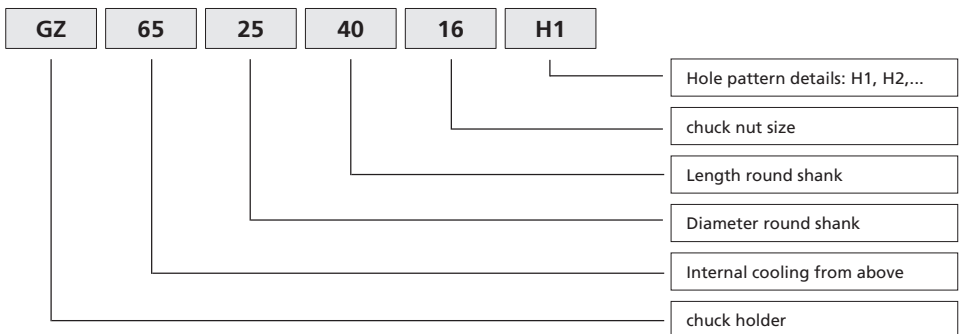 GZ 65 25 40 16 H1
Hole pattern details: H1, H2,...
chuck nut size
Length round shank
Diameter round shank
Internal cooling from above
chuck holder